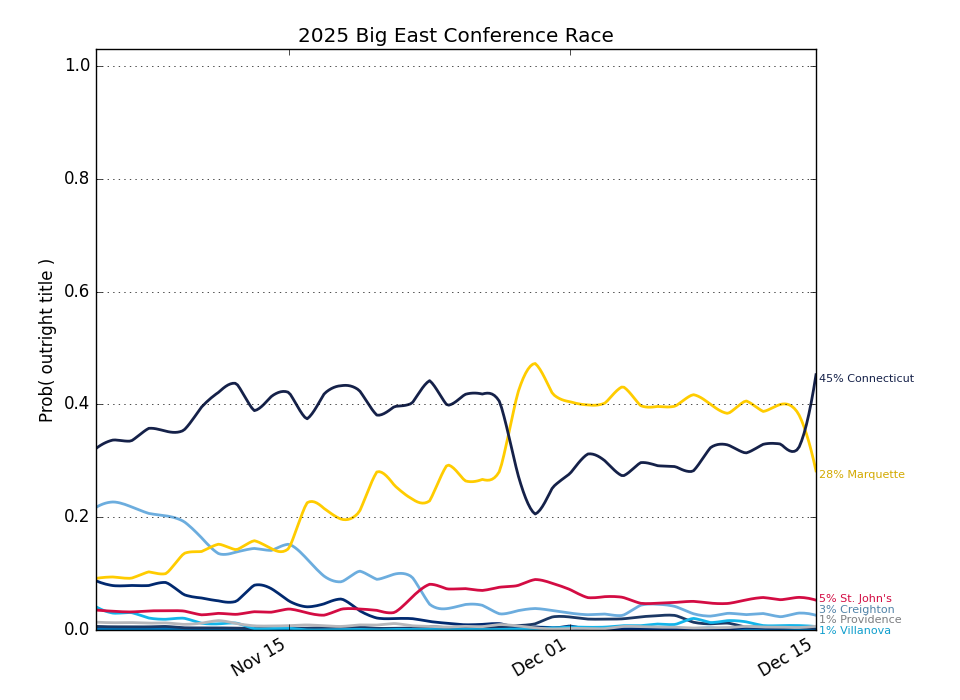 2025 Big East Conference Race
Prob( outright title )
1.0
0.8
0.6
0.4
0.2
0.0
Nov 15
Dec 01
Dec 15
45% Connecticut
28% Marquette
5% St. John's
3% Creighton
1% Providence
1% Villanova